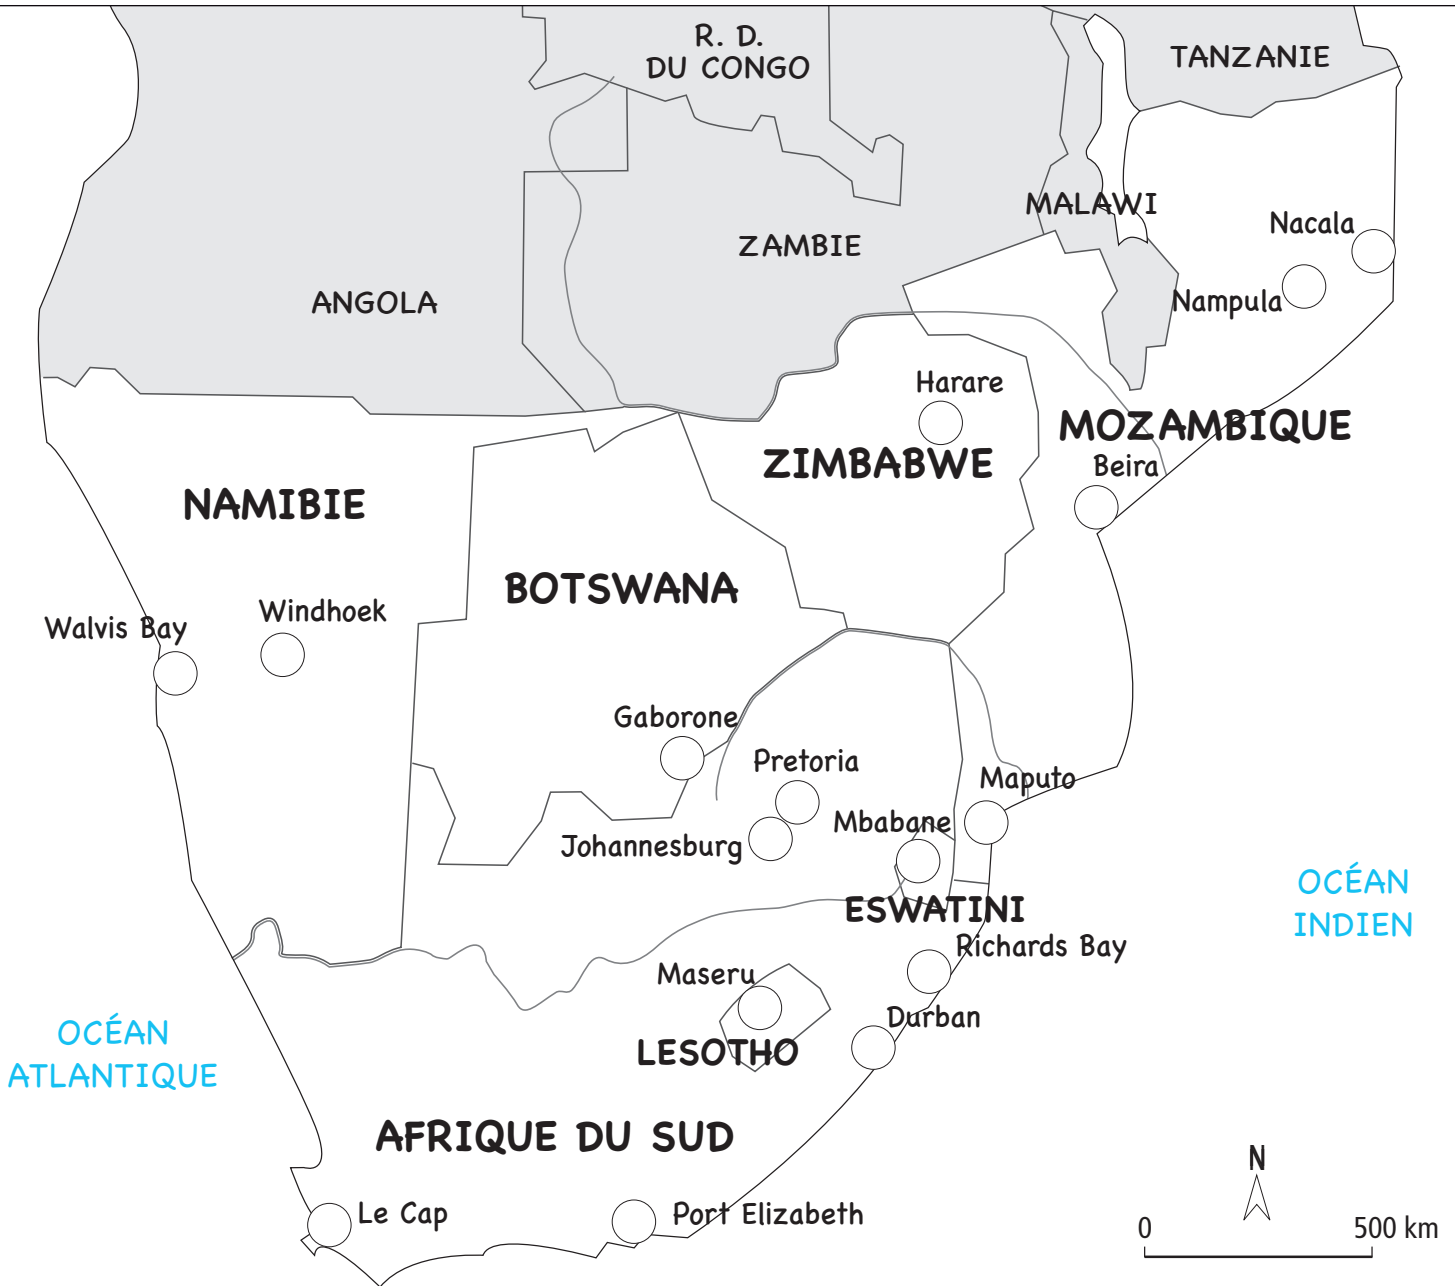 R. D.
DU CONGO
TANZANIE
MALAWI
Nacala
ZAMBIE
Nampula
ANGOLA
Harare
MOZAMBIQUE
ZIMBABWE
Beira
NAMIBIE
BOTSWANA
Windhoek
Walvis Bay
Gaborone
Pretoria
Maputo
Mbabane
Johannesburg
OCÉAN
INDIEN
ESWATINI
Richards Bay
Maseru
Durban
OCÉAN
ATLANTIQUE
LESOTHO
AFRIQUE DU SUD
N
Le Cap
Port Elizabeth
0 500 km